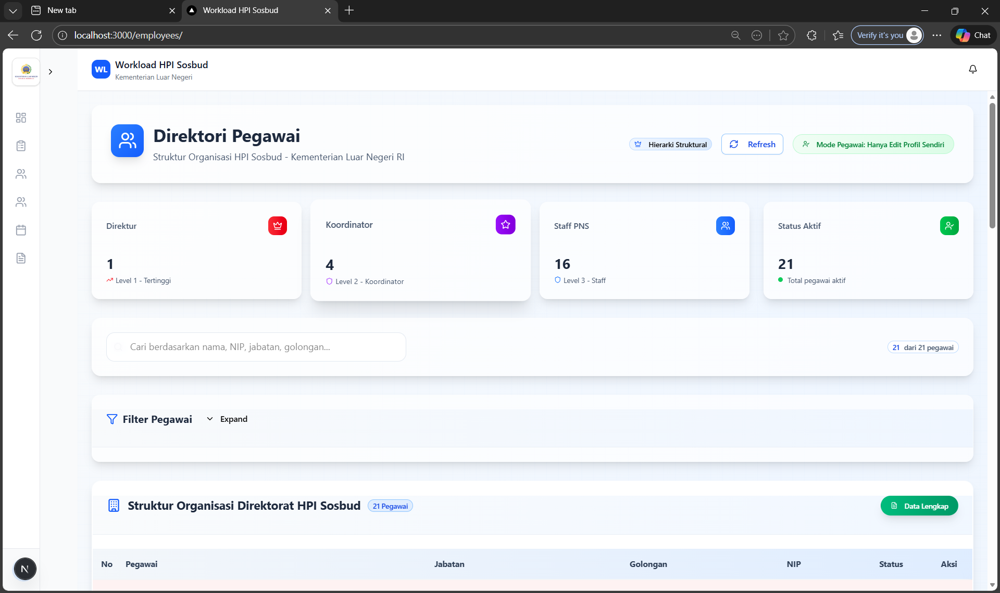 New tab
Workload HPI Sosbud
localhost:3000/employees/
Verify it's you
Chat
WL
Workload HPI Sosbud
Kementerian Luar Negeri
Direktori Pegawai
Struktur Organisasi HPI Sosbud - Kementerian Luar Negeri RI
Hierarki Struktural
Refresh
Mode Pegawai: Hanya Edit Profil Sendiri
Direktur
1
Level 1 - Tertinggi
Koordinator
4
Level 2 - Koordinator
Staff PNS
16
Level 3 - Staff
Status Aktif
21
Total pegawai aktif
Cari berdasarkan nama, NIP, jabatan, golongan...
21 dari 21 pegawai
Filter Pegawai
Expand
Struktur Organisasi Direktorat HPI Sosbud
21 Pegawai
Data Lengkap
No Pegawai Jabatan Golongan NIP Status Aksi
N